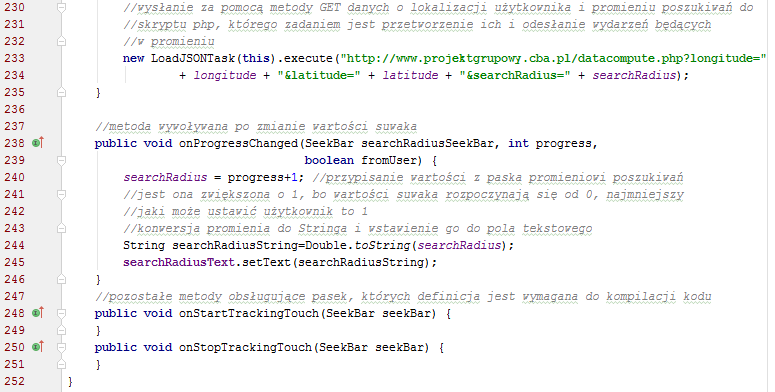 230 //wysłanie za pomocą metody GET danych o lokalizacji użytkownika i promieniu poszukiwań do
231 //skryptu php, którego zadaniem jest przetworzenie ich i odesłanie wydarzeń będących
232 //w promieniu
233 new LoadJSONTask(this).execute("http://www.projektgrupowy.cba.pl/datacompute.php?longitude="
234 + longitude + "&latitude=" + latitude + "&searchRadius=" + searchRadius);
235 }
236
237 //metoda wywoływana po zmianie wartości suwaka
238 public void onProgressChanged(SeekBar searchRadiusSeekBar, int progress,
239 boolean fromUser) {
240 searchRadius = progress+1; //przypisanie wartości z paska promieniowi poszukiwań
241 //jest ona zwiększona o 1, bo wartości suwaka rozpoczynają się od 0, najmniejszy
242 //jaki może ustawić użytkownik to 1
243 //konwersja promienia do Stringa i wstawienie go do pola tekstowego
244 String searchRadiusString=Double.toString(searchRadius);
245 searchRadiusText.setText(searchRadiusString);
246 }
247 //pozostałe metody obsługujące pasek, których definicja jest wymagana do kompilacji kodu
248 public void onStartTrackingTouch(SeekBar seekBar) {
249 }
250 public void onStopTrackingTouch(SeekBar seekBar) {
251 }
252 }